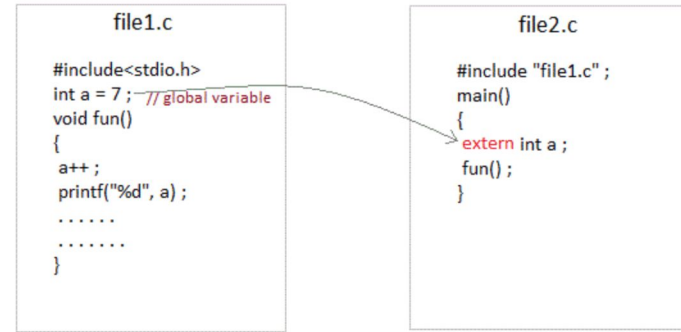 file1.c
#include<stdio.h>
int a = 7 ; // global variable
void fun()
{
a++ ;
printf("%d", a) ;
. . . . . .
. . . . . . .
}
file2.c
#include "file1.c" ;
main()
{
extern int a ;
fun() ;
}